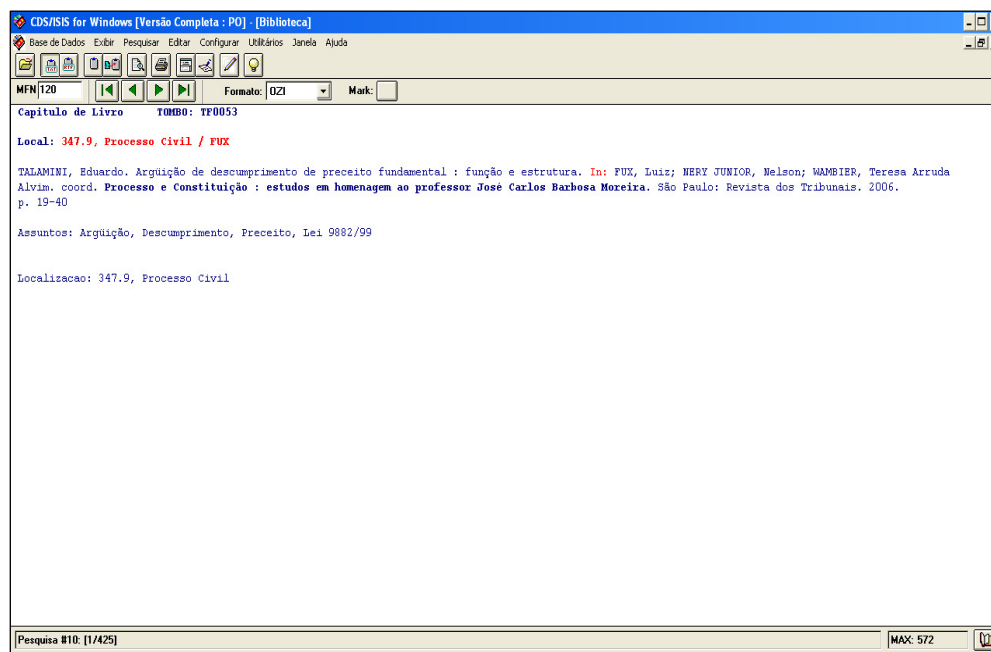 CDS/ISIS for Windows [Versão Completa : PO] - [Biblioteca]
Base de Dados Exibir Pesquisar Editar Configurar Utilitários Janela Ajuda
MFN 120 Formato: OZI Mark:
Capitulo de Livro TOMBO: TF0053
Local: 347.9, Processo Civil / FUX
TALAMINI, Eduardo. Argüição de descumprimento de preceito fundamental : função e estrutura. In: FUX, Luiz; NERY JUNIOR, Nelson; WAMBIER, Teresa Arruda
Alvim. coord. Processo e Constituição : estudos em homenagem ao professor José Carlos Barbosa Moreira. São Paulo: Revista dos Tribunais. 2006.
p. 19-40
Assuntos: Argüição, Descumprimento, Preceito, Lei 9882/99
Localizacao: 347.9, Processo Civil
Pesquisa #10: [1/425] MAX: 572